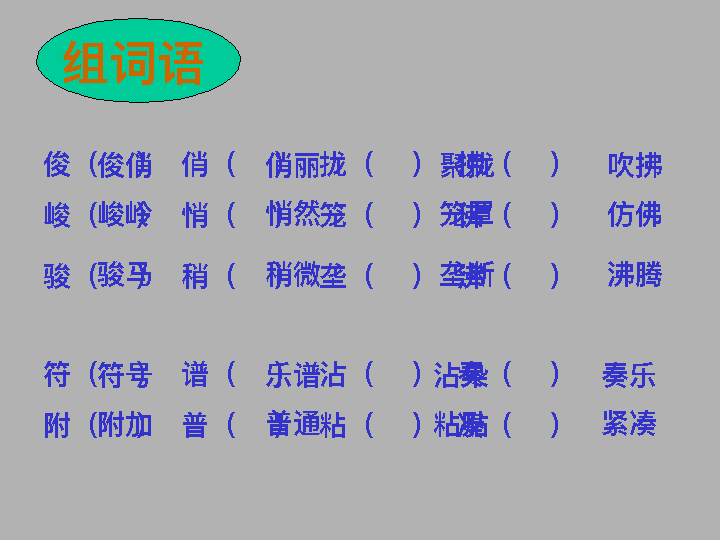 组词语
俊（俊俏） 俏（俏丽） 拢（聚拢） 拂（ ）吹拂
峻（峻岭） 悄（悄然） 笼（笼罩） 佛（ ）仿佛
骏（骏马） 稍（稍微） 垄（垄断） 沸（ ）沸腾
符（符号） 谱（乐谱） 沾（沾染） 奏（ ）奏乐
附（附加） 普（普通） 粘（粘贴） 凑（ ）紧凑